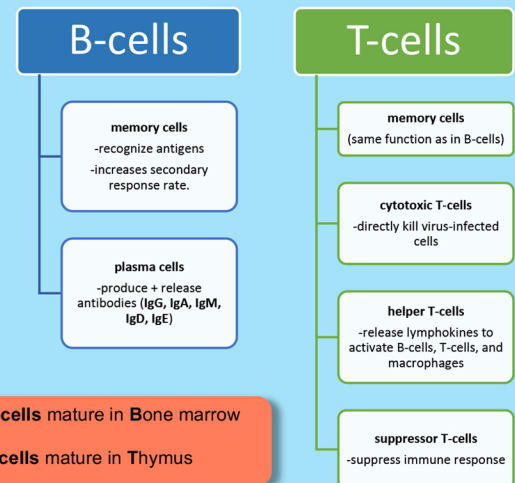 B-cells
memory cells
-recognize antigens
-increases secondary
response rate.
plasma cells
-produce + release
antibodies (IgG, IgA, IgM,
IgD, IgE)
T-cells
memory cells
(same function as in B-cells)
cytotoxic T-cells
-directly kill virus-infected
cells
helper T-cells
-release lymphokines to
activate B-cells, T-cells, and
macrophages
suppressor T-cells
-suppress immune response
-cells mature in Bone marrow
cells mature in Thymus